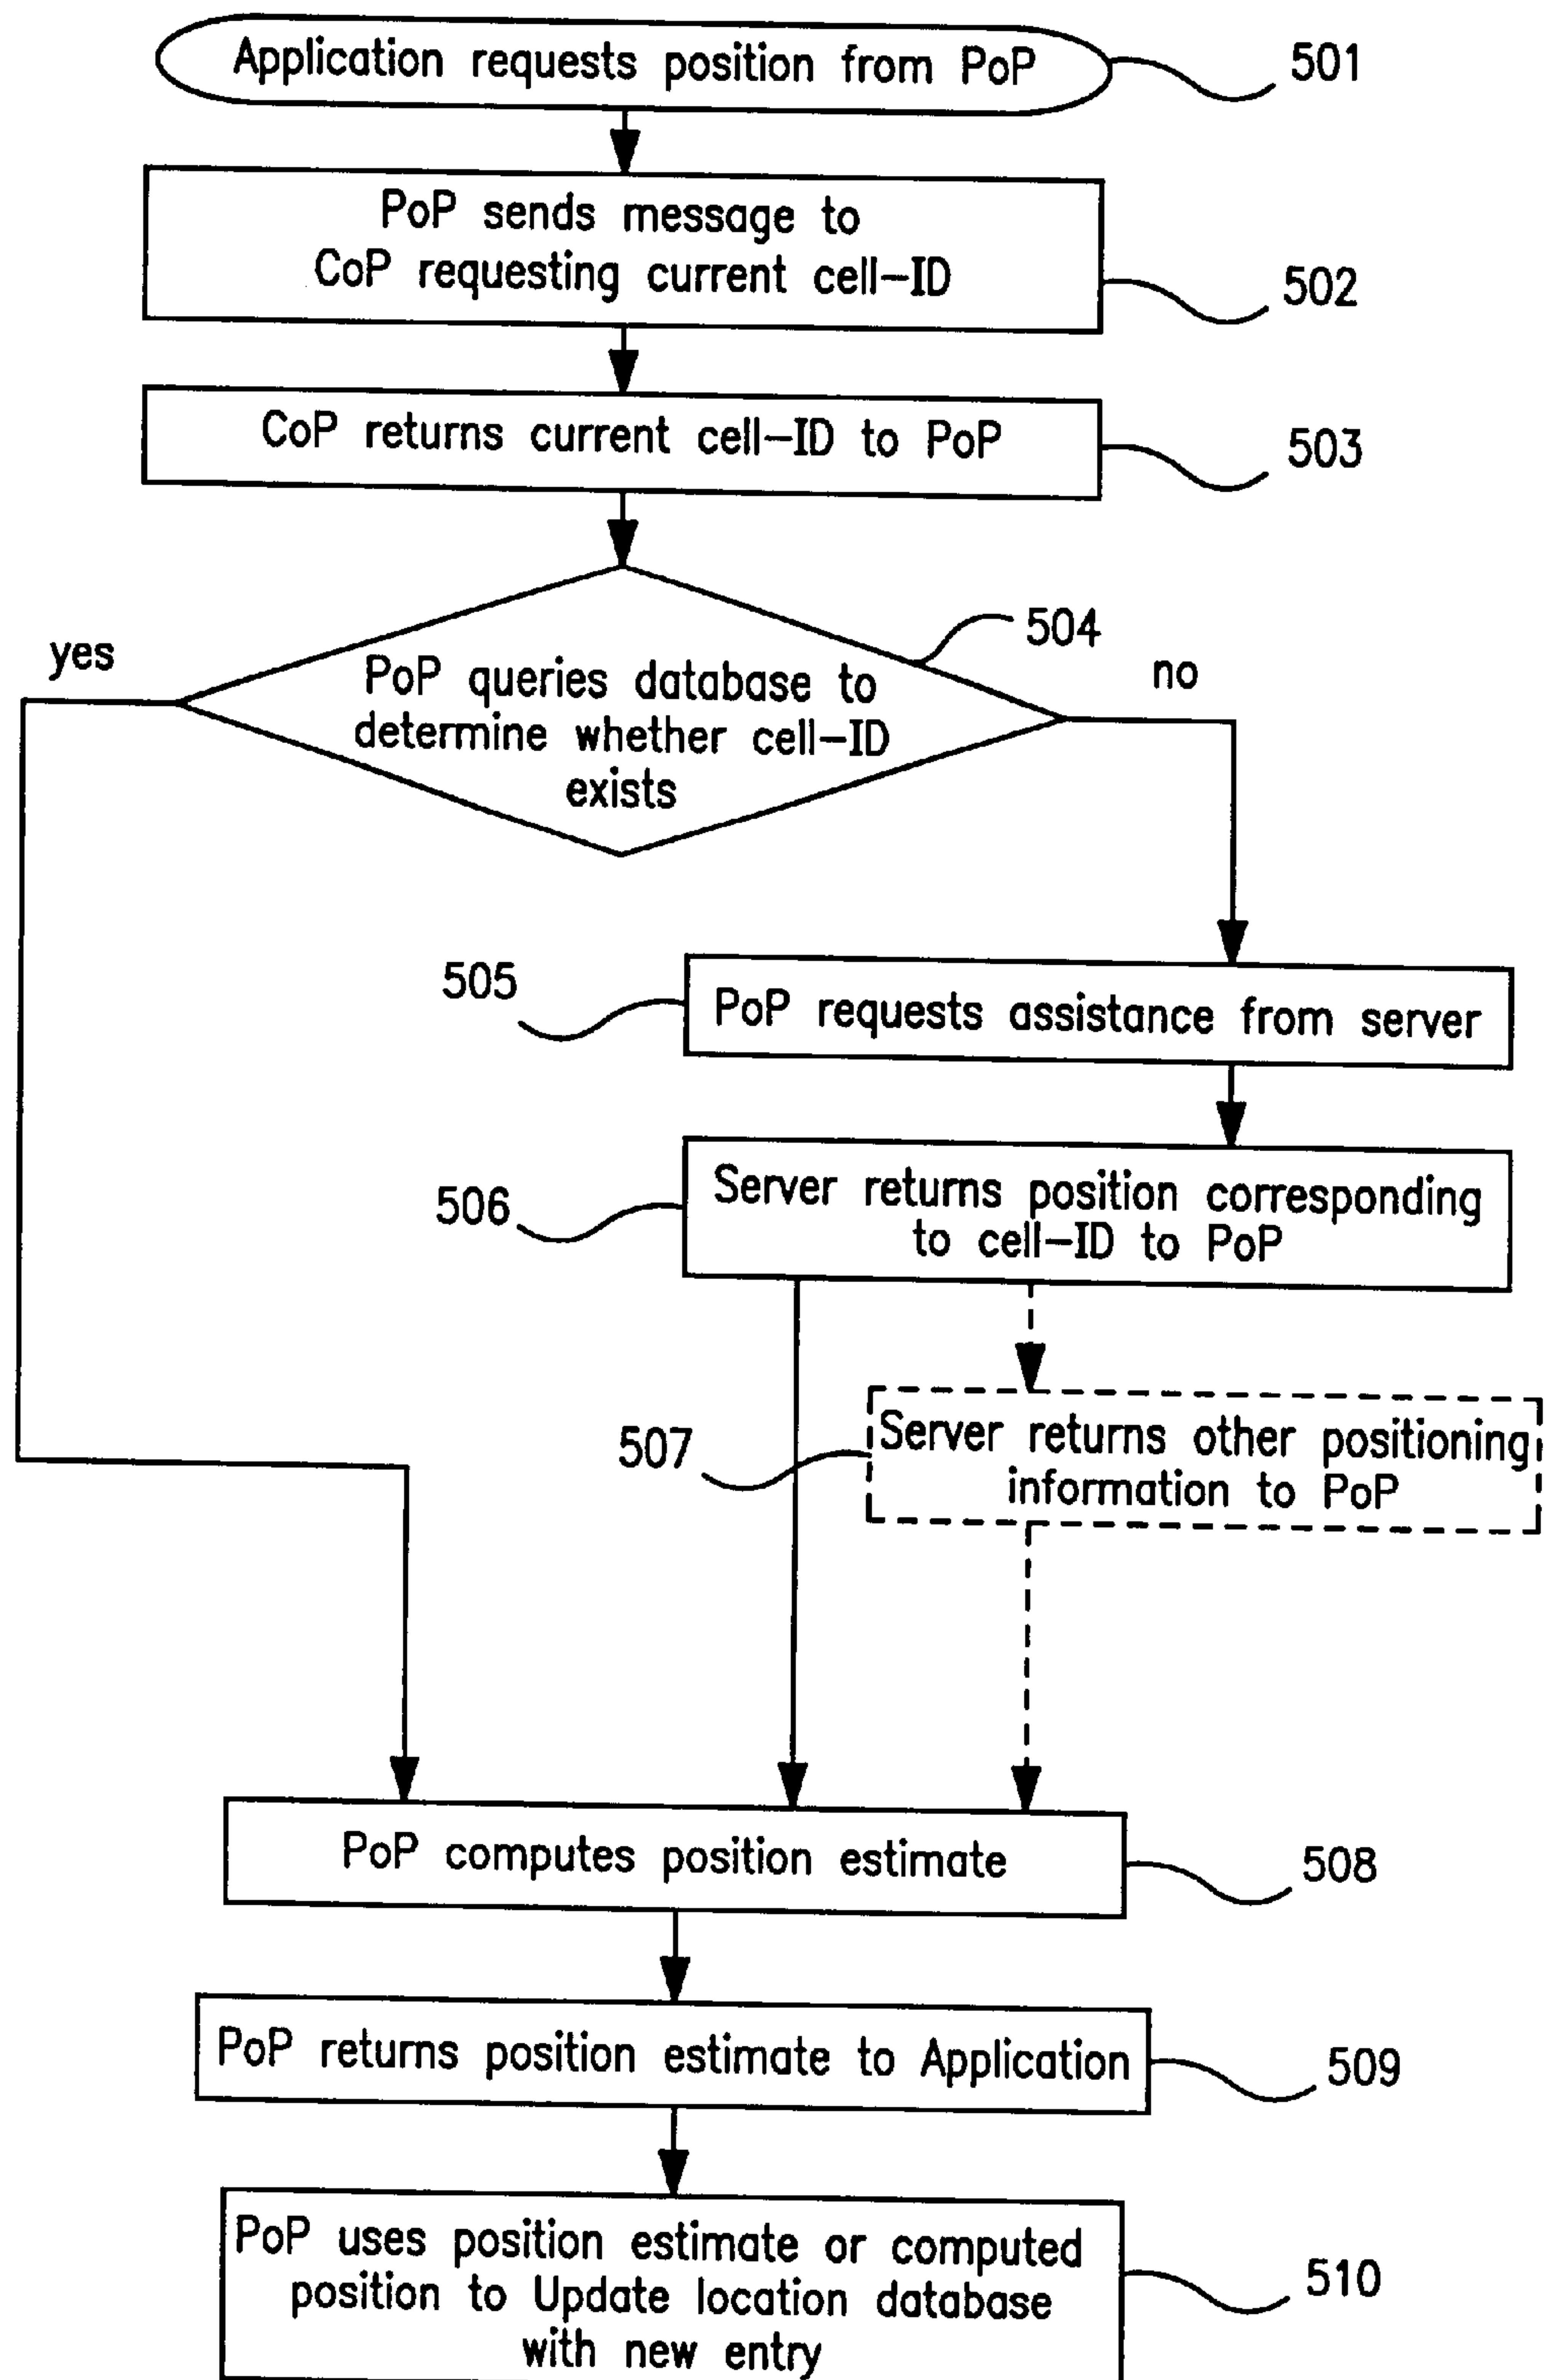 Application requests position from PoP
501
PoP sends message to
CoP requesting current cell-ID
502
CoP returns current cell-ID to PoP
503
504
yes
no
PoP queries database to
determine whether cell-ID
exists
505
PoP requests assistance from server
506
Server returns position corresponding
to cell-ID to PoP
507
Server returns other positioning
information to PoP
PoP computes position estimate
508
PoP returns position estimate to Application
509
PoP uses position estimate or computed
position to Update location database
with new entry
510